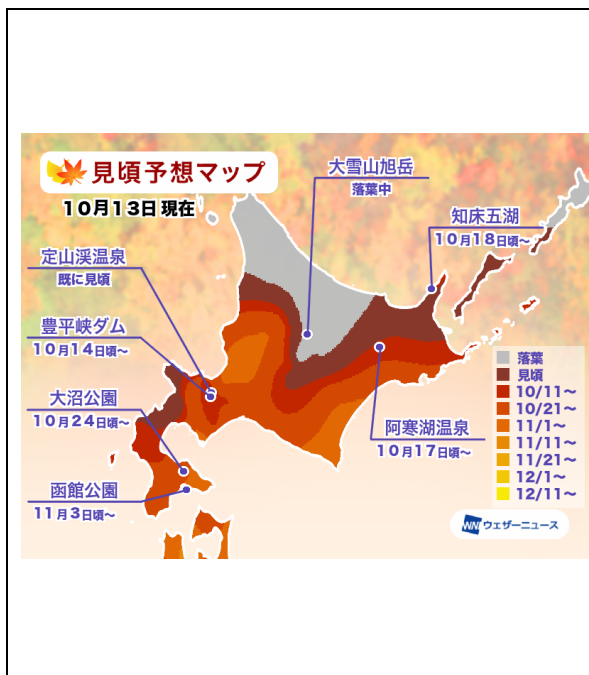 見頃予想マップ
10月13日 現在
大雪山旭岳
落葉中
知床五湖
10月18日頃〜
定山渓温泉
既に見頃
豊平峡ダム
10月14日頃〜
大沼公園
10月24日頃〜
函館公園
11月3日頃〜
阿寒湖温泉
10月17日頃〜
落葉
見頃
10/11〜
10/21〜
11/1〜
11/11〜
11/21〜
12/1〜
12/11〜
WN ウェザーニュース